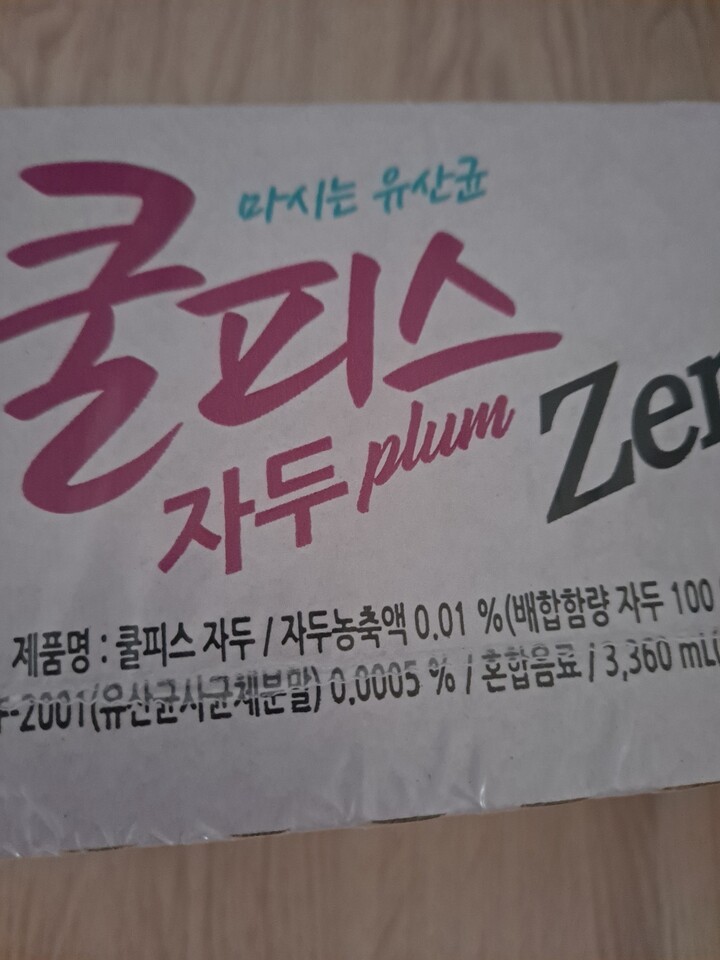 마시는 유산균
쿨피스
자두 plum Zer
제품명 : 쿨피스 자두 / 자두농축액 0.01 %(배합함량 자두 100
-2001(유산균사균체분말) 0.0005 % / 혼합음료 / 3,360 mL(